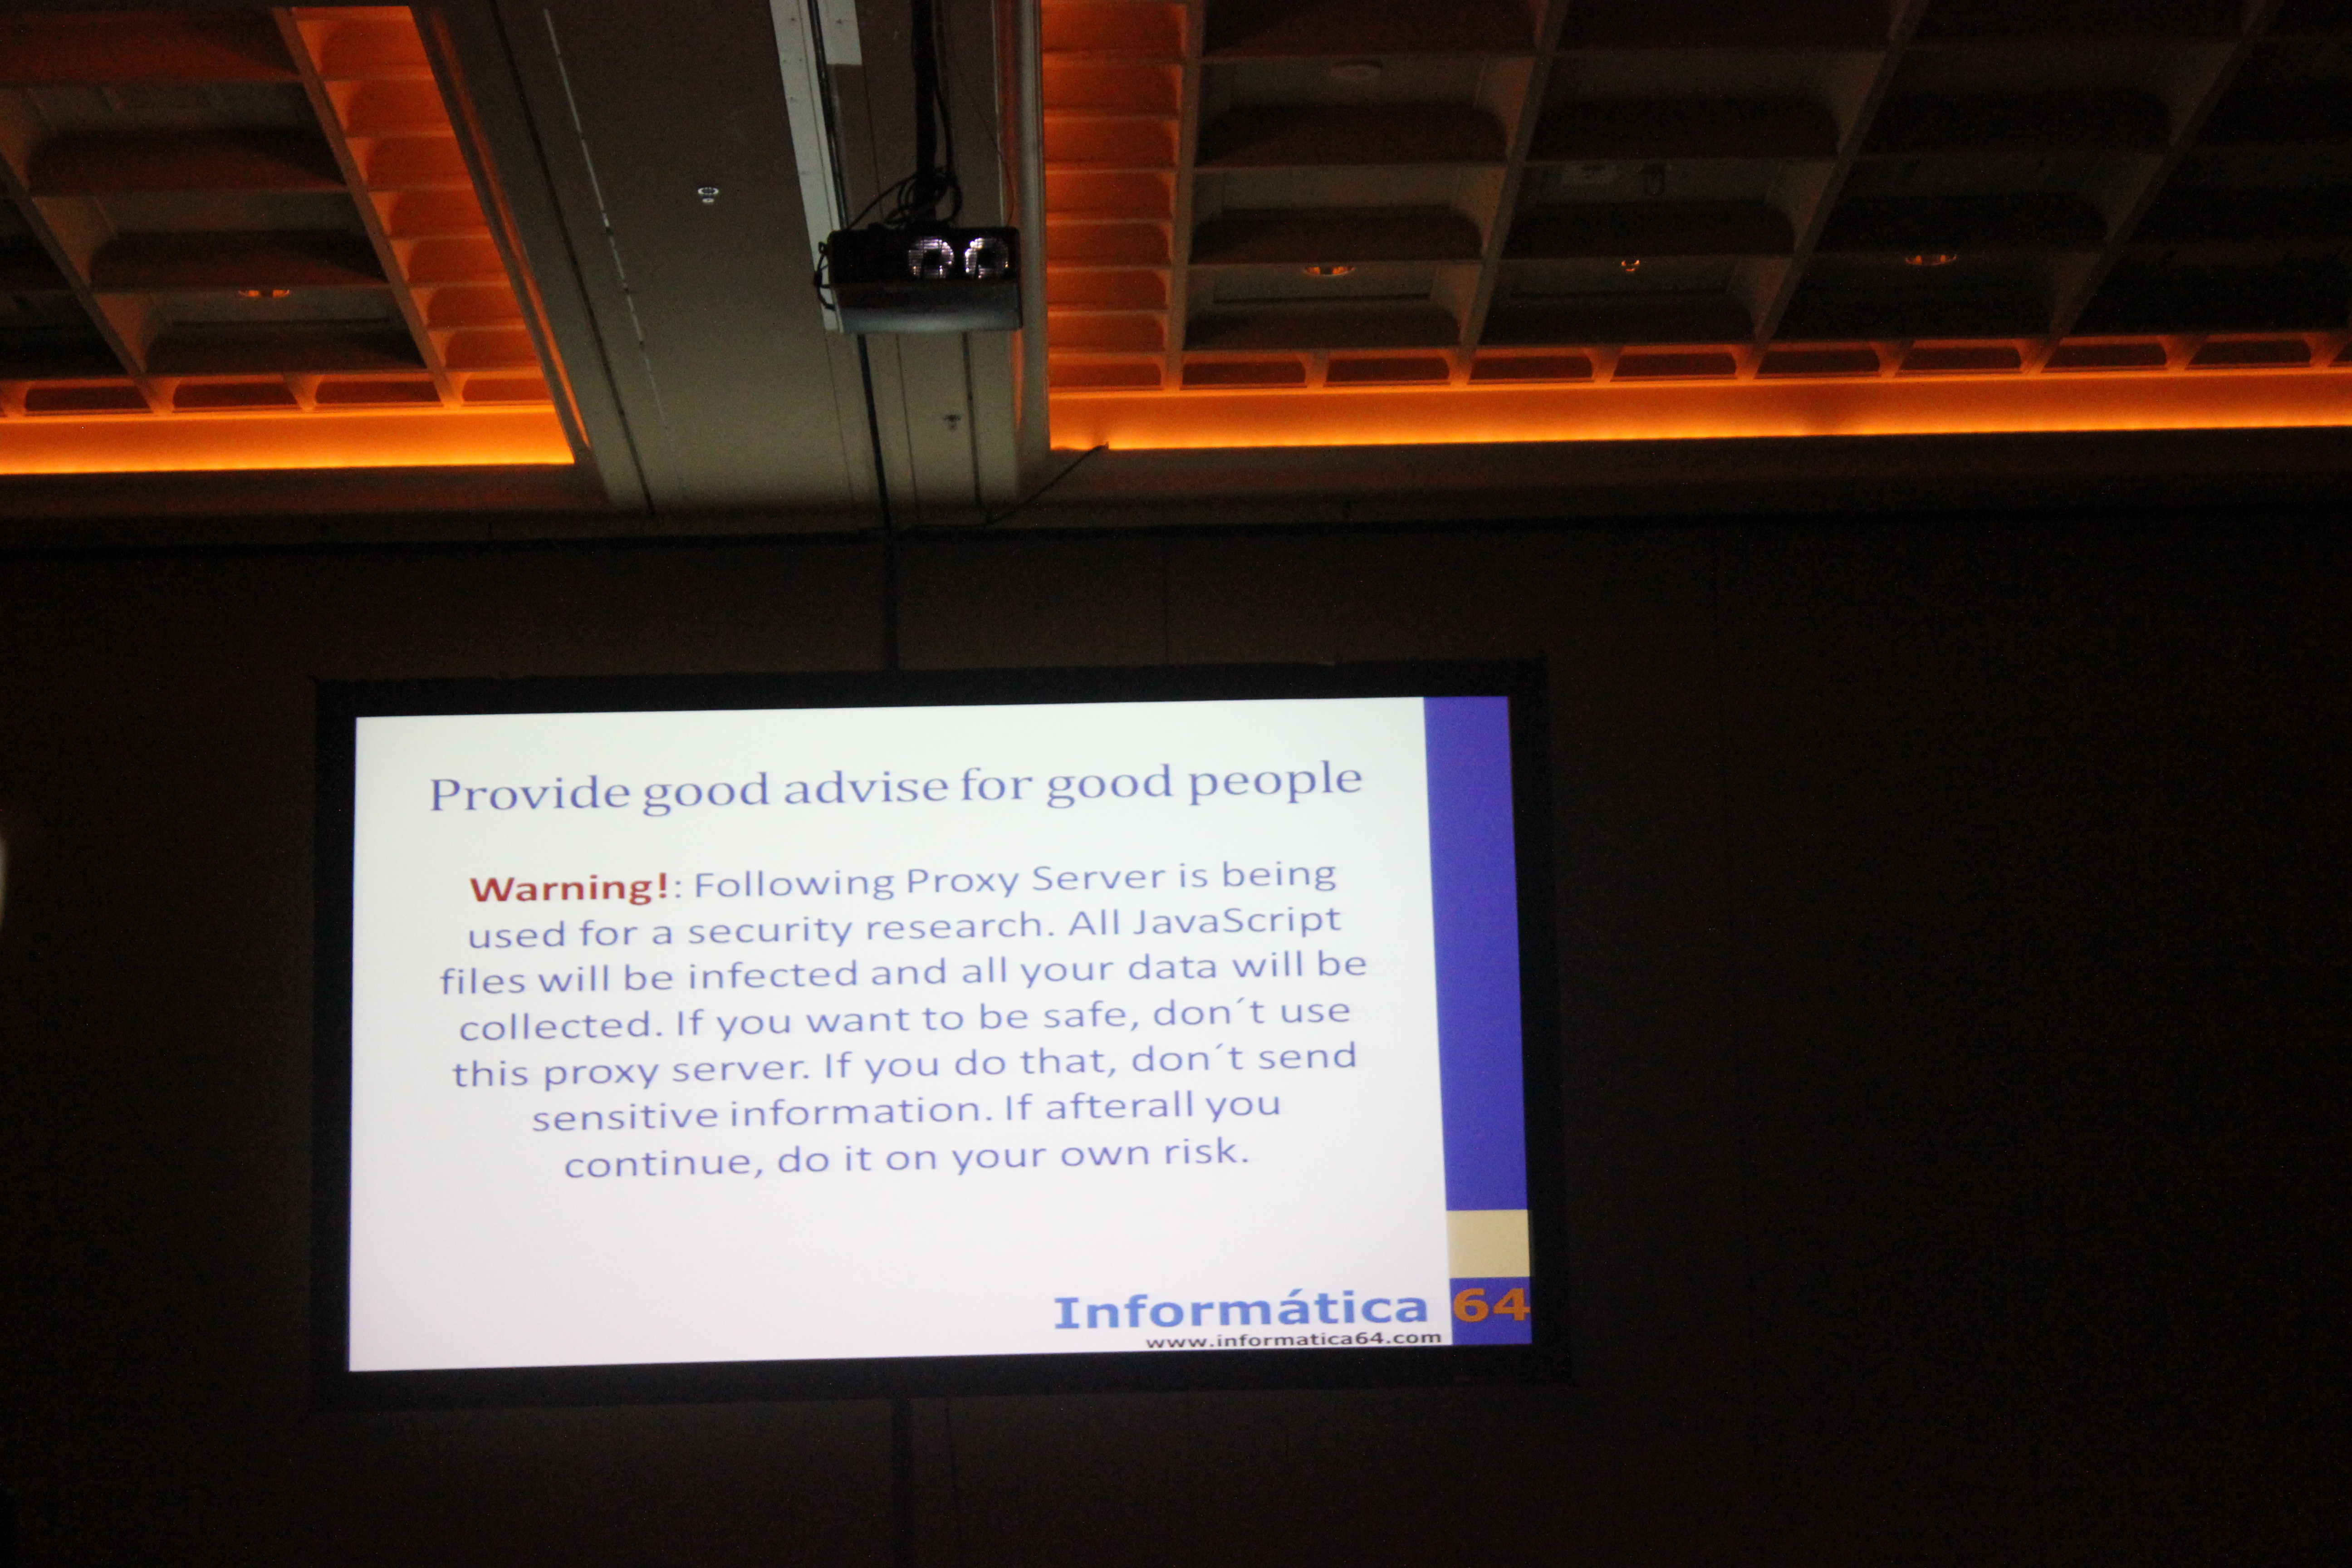 Provide good advise for good people
Warning!: Following Proxy Server is being
used for a security research. All JavaScript
files will be infected and all your data will be
collected. If you want to be safe, don´t use
this proxy server. If you do that, don´t send
sensitive information. If afterall you
continue, do it on your own risk.
Informática 64
www.informatica64.com